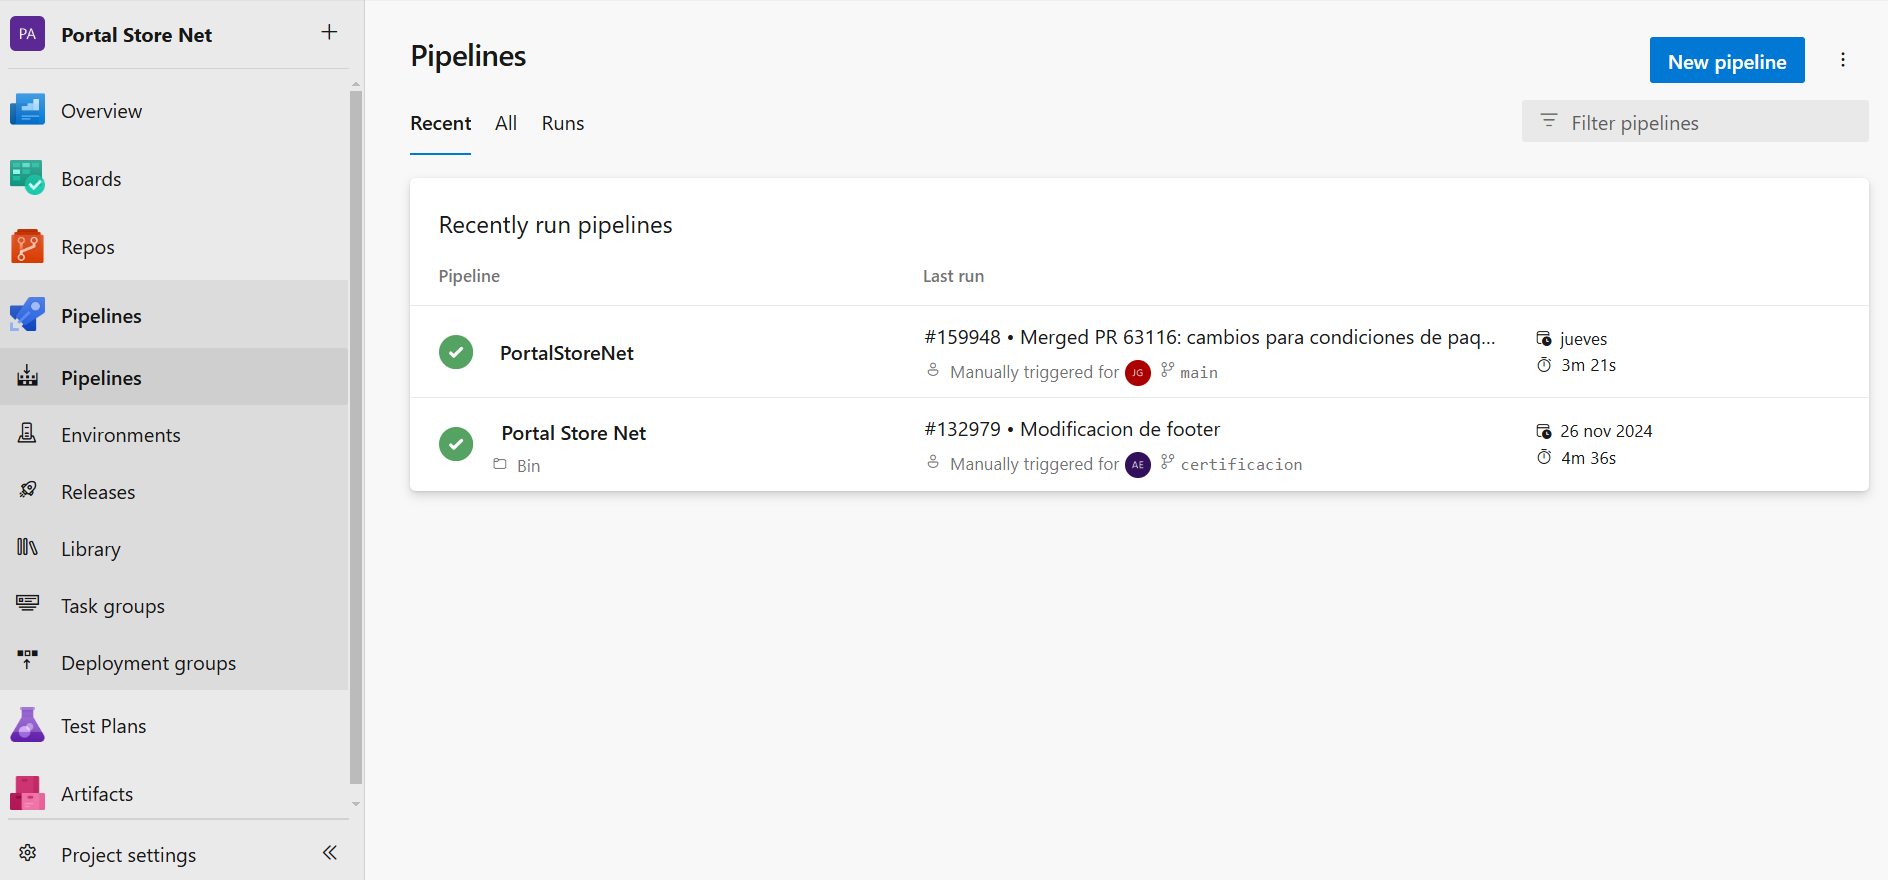 PA
Portal Store Net
Overview
Boards
Repos
Pipelines
Pipelines
Environments
Releases
Library
Task groups
Deployment groups
Test Plans
Artifacts
Project settings
Pipelines
New pipeline
Recent All Runs
Filter pipelines
Recently run pipelines
Pipeline Last run
PortalStoreNet
#159948 • Merged PR 63116: cambios para condiciones de paq...
Manually triggered for JG main
jueves
3m 21s
Portal Store Net
Bin
#132979 • Modificacion de footer
Manually triggered for AE certificacion
26 nov 2024
4m 36s